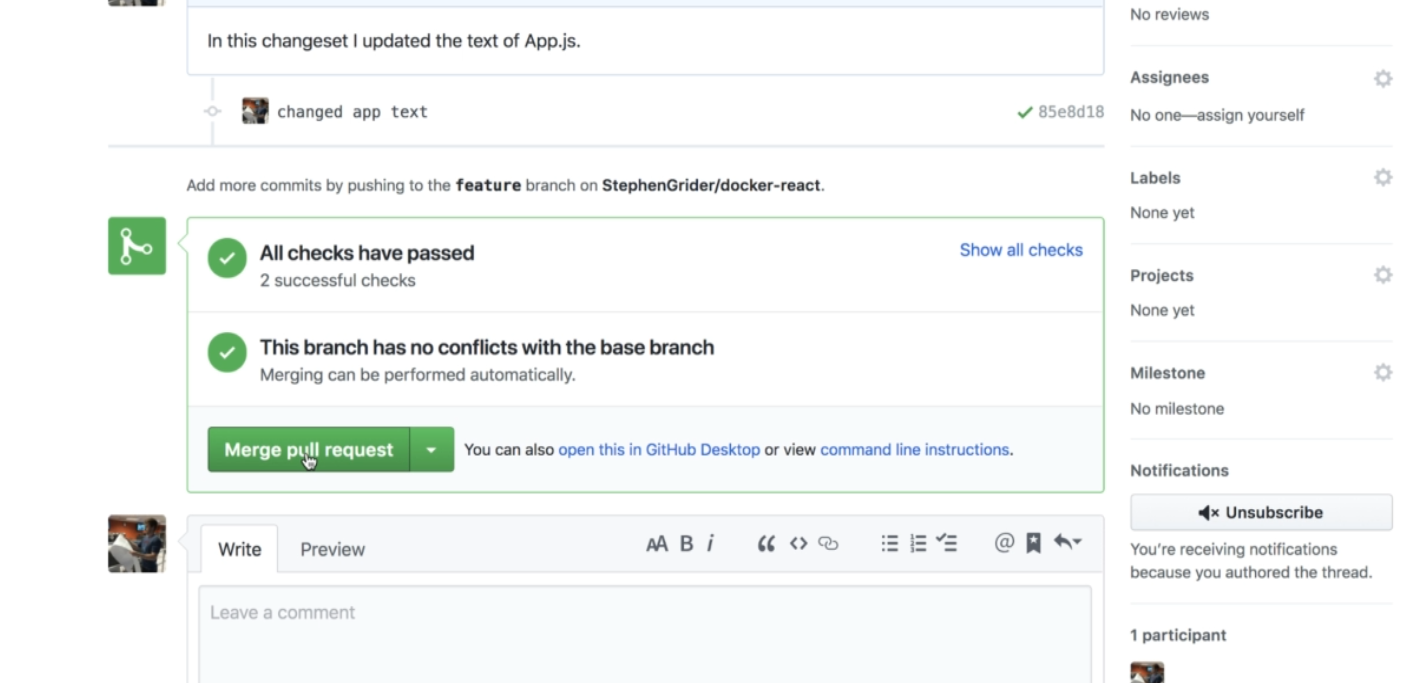 In this changeset I updated the text of App.js.
changed app text
85e8d18
Add more commits by pushing to the feature branch on StephenGrider/docker-react.
All checks have passed
2 successful checks
Show all checks
This branch has no conflicts with the base branch
Merging can be performed automatically.
Merge pull request
You can also open this in GitHub Desktop or view command line instructions.
Write
Preview
AA B i
@
Leave a comment
No reviews
Assignees
No one—assign yourself
Labels
None yet
Projects
None yet
Milestone
No milestone
Notifications
Unsubscribe
You're receiving notifications
because you authored the thread.
1 participant